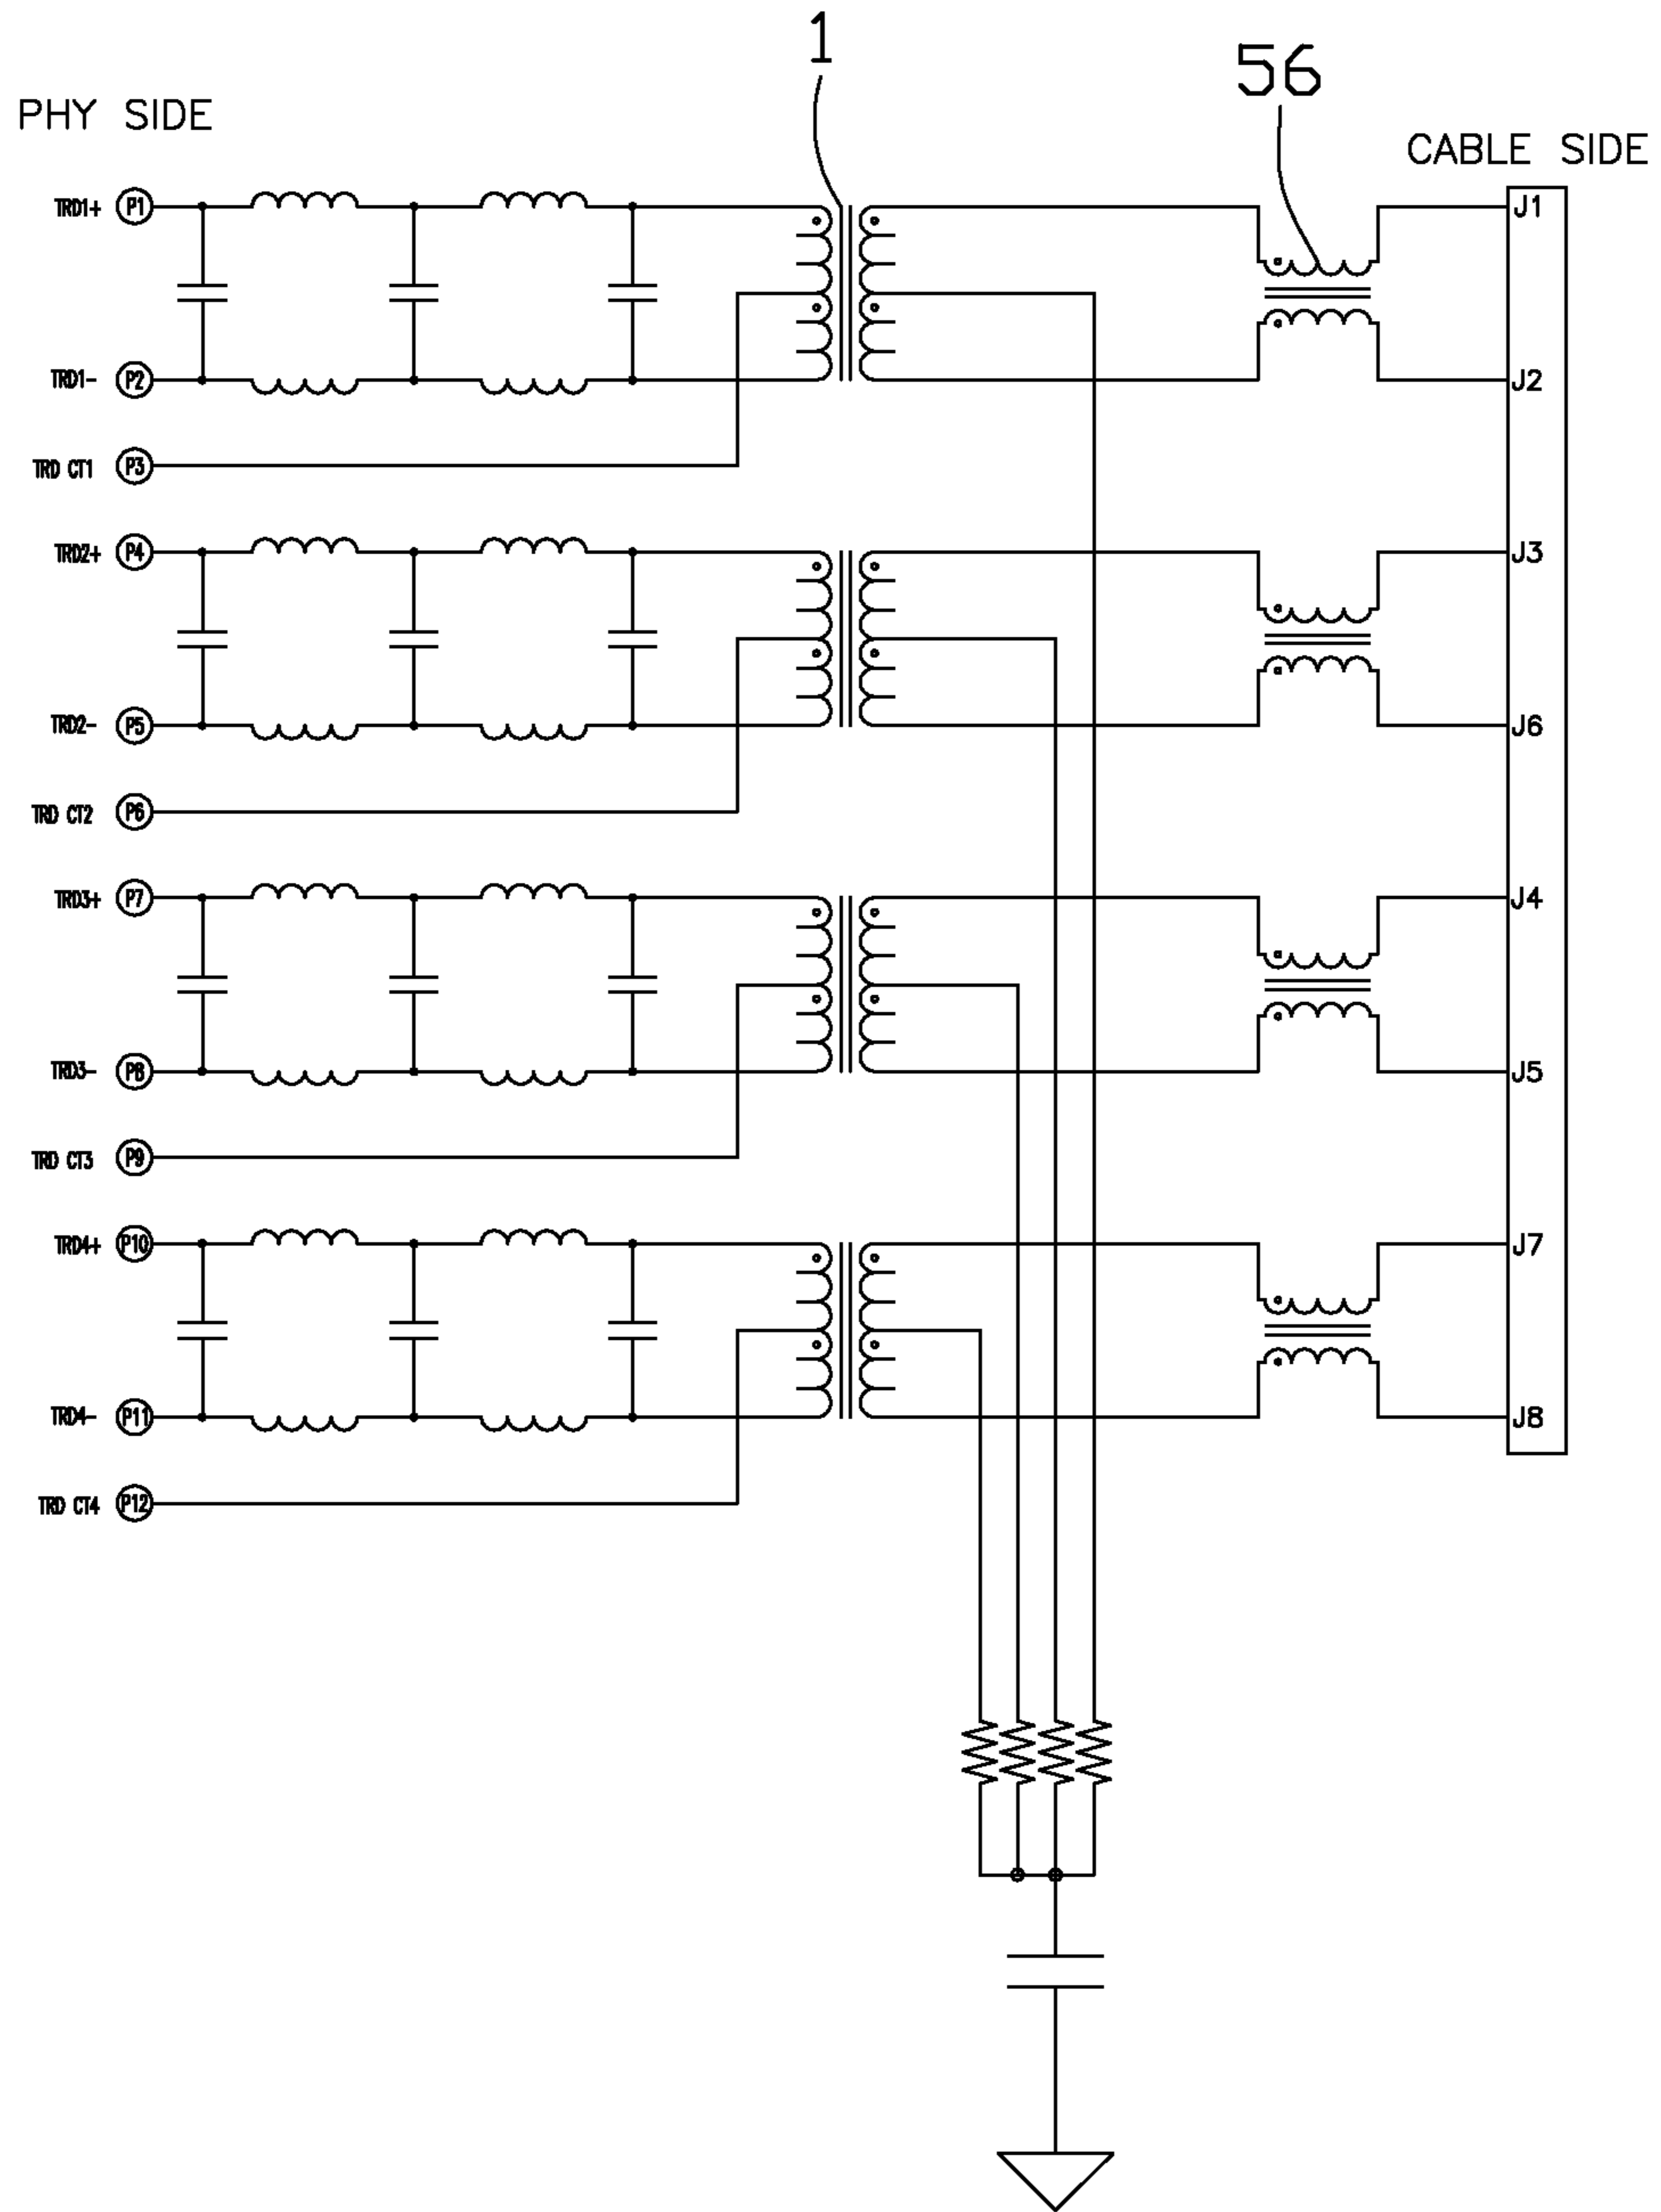 1
56
PHY SIDE
CABLE SIDE
TRD1+ P1
J1
TRD1- P2
J2
TRD CT1 P3
TRD2+ P4
J3
TRD2- P5
J6
TRD CT2 P6
TRD3+ P7
J4
TRD3- P8
J5
TRD CT3 P9
TRD4+ P10
J7
TRD4- P11
J8
TRD CT4 P12